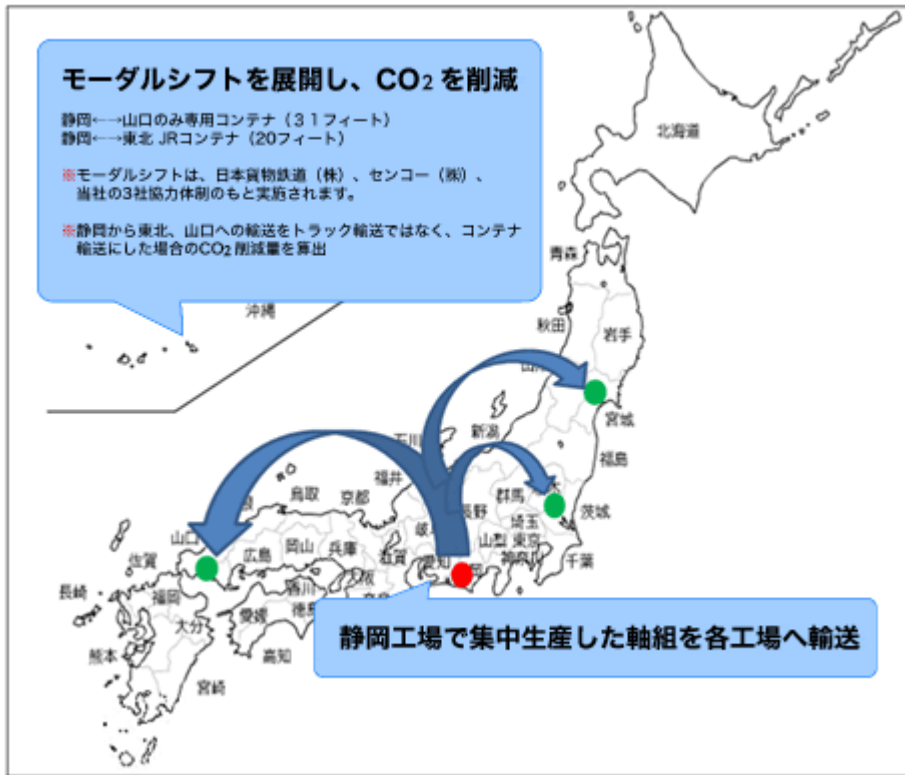 モーダルシフトを展開し、CO₂を削減
静岡←→山口のみ専用コンテナ(31フィート)
静岡←→東北 JRコンテナ(20フィート)
※モーダルシフトは、日本貨物鉄道(株)、センコー(㈱)、
当社の3社協力体制のもと実施されます。
※静岡から東北、山口への輸送をトラック輸送ではなく、コンテナ
輸送にした場合のCO₂削減量を算出
北海道
青森
沖縄
秋田
岩手
宮城
新潟
石川
福島
福井
群馬
鳥取
京都
長野
茨城
埼玉
山口
山梨 東京
佐賀
広島
岡山
兵庫
滋賀
愛知
神奈川
千葉
長崎
福岡
香川
愛媛
徳島
大分
高知
熊本
宮崎
静岡工場で集中生産した軸組を各工場へ輸送